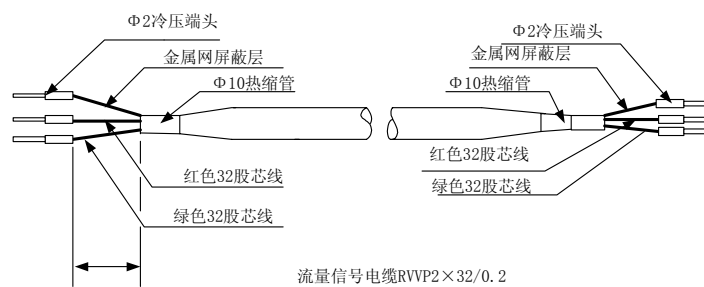 Φ2冷压端头
金属网屏蔽层
Φ10热缩管
红色32股芯线
绿色32股芯线
Φ2冷压端头
金属网屏蔽层
Φ10热缩管
红色32股芯线
绿色32股芯线
流量信号电缆RVVP2×32/0.2